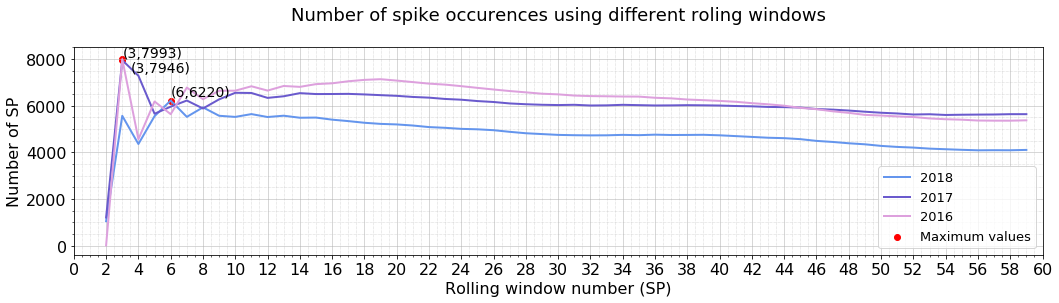 Number of spike occurences using different roling windows
(3,7993)
(3,7946)
(6,6220)
Number of SP
8000
6000
4000
2000
0
2018
2017
2016
Maximum values
0 2 4 6 8 10 12 14 16 18 20 22 24 26 28 30 32 34 36 38 40 42 44 46 48 50 52 54 56 58 60
Rolling window number (SP)